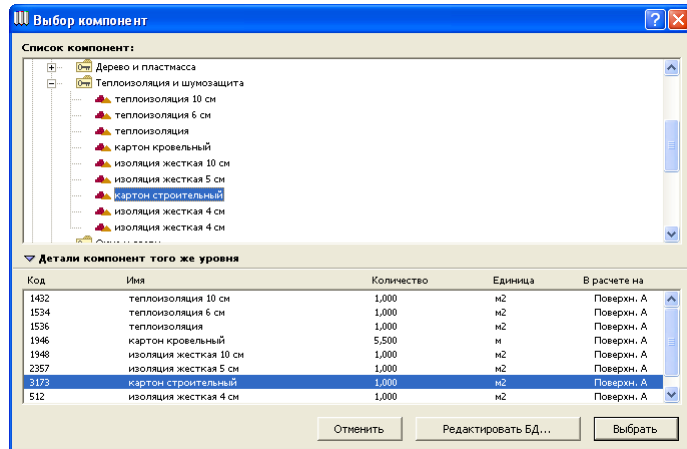 Выбор компонент
Список компонент:
Дерево и пластмасса
Теплоизоляция и шумозащита
теплоизоляция 10 см
теплоизоляция 6 см
теплоизоляция
картон кровельный
изоляция жесткая 10 см
изоляция жесткая 5 см
картон строительный
изоляция жесткая 4 см
изоляция жесткая 4 см
Детали компонент того же уровня
Код Имя Количество Единица В расчете на
1432 теплоизоляция 10 см 1,000 м2 Поверхн. А
1534 теплоизоляция 6 см 1,000 м2 Поверхн. А
1536 теплоизоляция 1,000 м2 Поверхн. А
1946 картон кровельный 5,500 м Поверхн. А
1948 изоляция жесткая 10 см 1,000 м2 Поверхн. А
2357 изоляция жесткая 5 см 1,000 м2 Поверхн. А
3173 картон строительный 1,000 м2 Поверхн. А
512 изоляция жесткая 4 см 1,000 м2 Поверхн. А
Отменить Редактировать БД... Выбрать